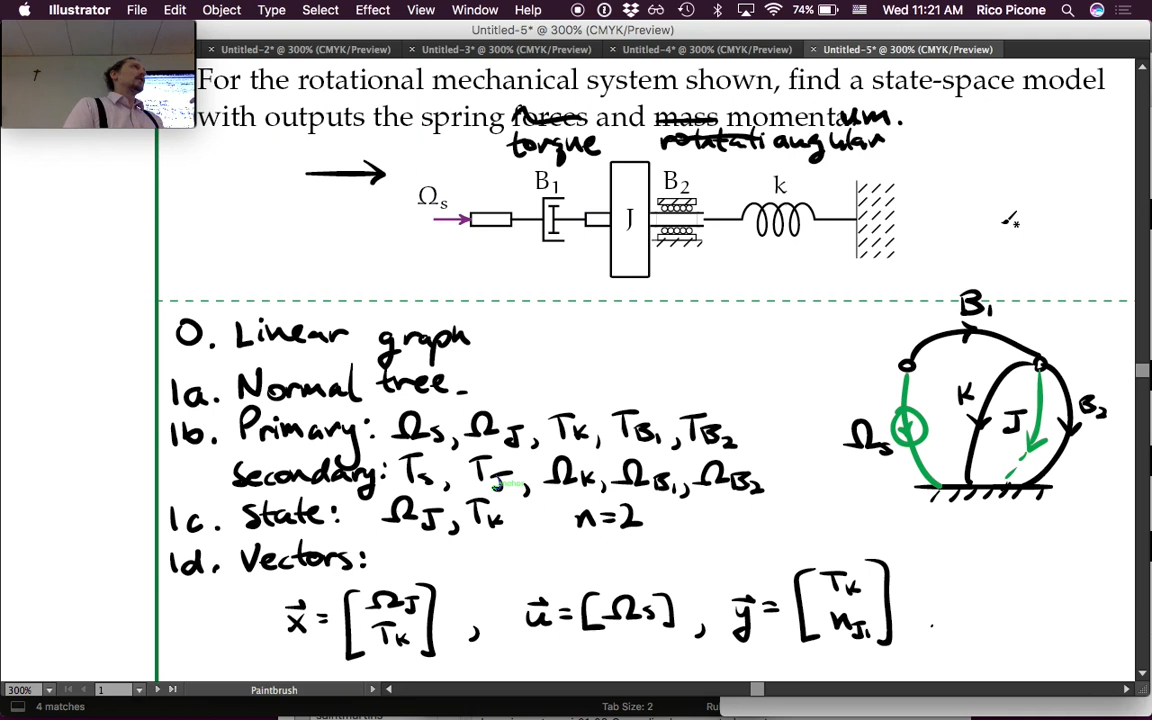 Illustrator File Edit Object Type Select Effect View Window Help 74% Wed 11:21 AM Rico Picone
Untitled-5* @ 300% (CMYK/Preview)
Untitled-2* @ 300% (CMYK/Preview) Untitled-3* @ 300% (CMYK/Preview) Untitled-4* @ 300% (CMYK/Preview) Untitled-5* @ 300% (CMYK/Preview)
For the rotational mechanical system shown, find a state-space model
with outputs the spring forces and mass momentum.
torque rotatati angular
Ωs B1 J B2 k
B1
0. Linear graph
1a. Normal tree
K J B2
1b. Primary: Ωs, ΩJ, TK, TB1, TB2
Ωs
Secondary: Ts, TJ, ΩK, ΩB1, ΩB2
1c. State: ΩJ, TK n=2
1d. Vectors:
x⃗ = [ΩJ TK], u⃗ = [Ωs], y⃗ = [TK hJ1]
300% 1 Paintbrush
4 matches Tab Size: 2